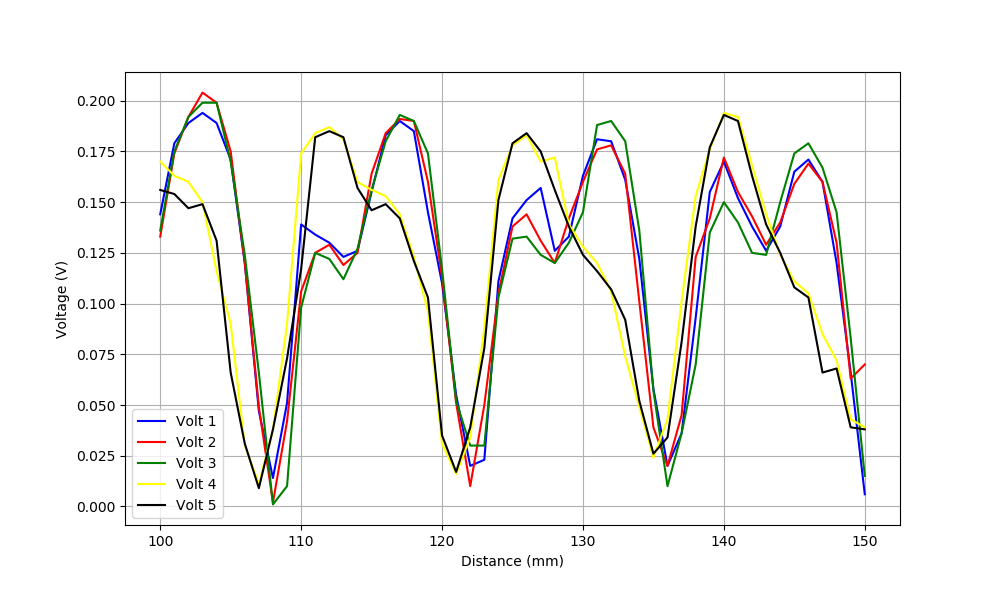 0.200
0.175
0.150
0.125
0.100
0.075
0.050
0.025
0.000
Voltage (V)
Volt 1
Volt 2
Volt 3
Volt 4
Volt 5
100 110 120 130 140 150
Distance (mm)